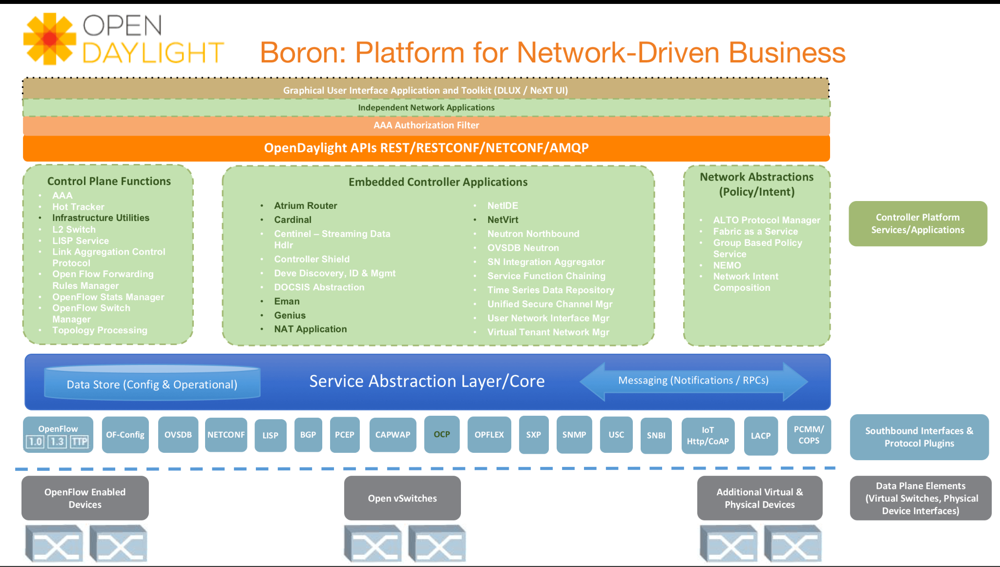 OPEN
DAYLIGHT
Boron: Platform for Network-Driven Business
Graphical User Interface Application and Toolkit (DLUX / NeXT UI)
Independent Network Applications
AAA Authorization Filter
OpenDaylight APIs REST/RESTCONF/NETCONF/AMQP
Control Plane Functions
• AAA
• Hot Tracker
• Infrastructure Utilities
• L2 Switch
• LISP Service
• Link Aggregation Control
Protocol
• Open Flow Forwarding
Rules Manager
• OpenFlow Stats Manager
• OpenFlow Switch
Manager
• Topology Processing
Embedded Controller Applications
• Atrium Router
• Cardinal
• Centinel – Streaming Data
Hdlr
• Controller Shield
• Deve Discovery, ID & Mgmt
• DOCSIS Abstraction
• Eman
• Genius
• NAT Application
• NetIDE
• NetVirt
• Neutron Northbound
• OVSDB Neutron
• SN Integration Aggregator
• Service Function Chaining
• Time Series Data Repository
• Unified Secure Channel Mgr
• User Network Interface Mgr
• Virtual Tenant Network Mgr
Network Abstractions
(Policy/Intent)
• ALTO Protocol Manager
• Fabric as a Service
• Group Based Policy
Service
• NEMO
• Network Intent
Composition
Controller Platform
Services/Applications
Data Store (Config & Operational)
Service Abstraction Layer/Core
Messaging (Notifications / RPCs)
OpenFlow
1.0 1.3 TTP
OF-Config
OVSDB
NETCONF
LISP
BGP
PCEP
CAPWAP
OCP
OPFLEX
SXP
SNMP
USC
SNBI
IoT
Http/CoAP
LACP
PCMM/
COPS
Southbound Interfaces &
Protocol Plugins
OpenFlow Enabled
Devices
Open vSwitches
Additional Virtual &
Physical Devices
Data Plane Elements
(Virtual Switches, Physical
Device Interfaces)